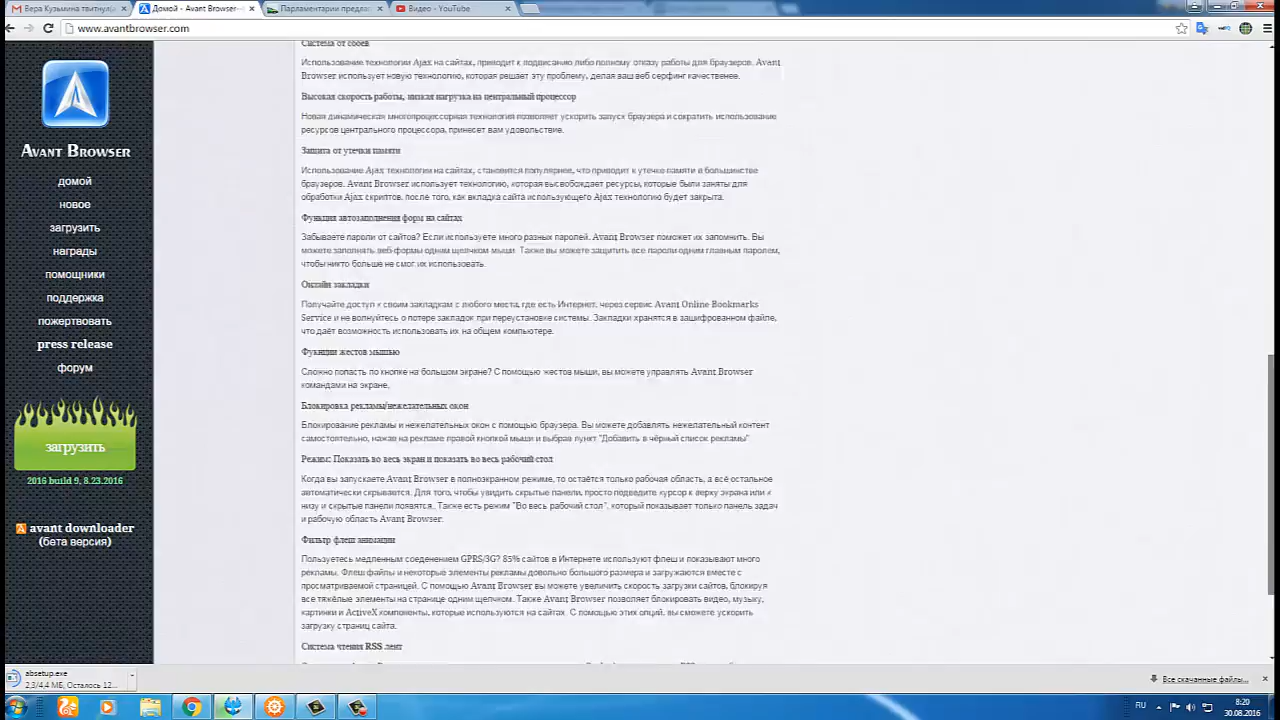 Вера Кузьмина твитнул(а
Домой - Avant Browser
Парламентарии предла
Видео - YouTube
www.avantbrowser.com
Avant Browser
домой
новое
загрузить
награды
помощники
поддержка
пожертвовать
press release
форум
загрузить
2016 build 9, 8.23.2016
avant downloader
(бета версия)
Система от сбоев
Использование технологии Ajax на сайтах, приводит к подвисанию либо полному отказу работы для браузеров. Avant
Browser использует новую технологию, которая решает эту проблему, делая ваш веб серфинг качественее.
Высокая скорость работы, низкая нагрузка на центральный процессор
Новая динамическая многопроцессорная технология позволяет ускорить запуск браузера и сократить использование
ресурсов центрального процессора, принесет вам удовольствие.
Защита от утечки памяти
Использование Ajax технологии на сайтах, становится популярнее, что приводит к утечке памяти в большинстве
браузеров. Avant Browser использует технологию, которая высвобождает ресурсы, которые были заняты для
обработки Ajax скриптов, после того, как вкладка сайта использующего Ajax технологию будет закрыта.
Функция автозаполнения форм на сайтах
Забываете пароли от сайтов? Если используете много разных паролей, Avant Browser поможет их запомнить. Вы
можете заполнять веб формы одним щелчком мыши. Также вы можете защитить все пароли одним главным паролем,
чтобы никто больше не смог их использовать.
Онлайн закладки
Получайте доступ к своим закладкам с любого места, где есть Интернет, через сервис Avant Online Bookmarks
Service и не волнуйтесь о потере закладок при переустановке системы. Закладки хранятся в зашифрованном файле,
что даёт возможность использовать их на общем компьютере.
Функции жестов мышью
Сложно попасть по кнопке на большом экране? С помощью жестов мыши, вы можете управлять Avant Browser
командами на экране.
Блокировка рекламы/нежелательных окон
Блокирование рекламы и нежелательных окон с помощью браузера. Вы можете добавлять нежелательный контент
самостоятельно, нажав на рекламе правой кнопкой мыши и выбрав пункт "Добавить в чёрный список рекламы"
Режим: Показать во весь экран и показать во весь рабочий стол
Когда вы запускаете Avant Browser в полноэкранном режиме, то остаётся только рабочая область, а всё остальное
автоматически скрывается. Для того, чтобы увидить скрытые панели, просто подведите курсор к верху экрана или к
низу и скрытые панели появятся. Также есть режим "Во весь рабочий стол", который показывает только панель задач
и рабочую область Avant Browser.
Фильтр флеш анимации
Пользуетесь медленным соеденением GPRS/3G? 85% сайтов в Интернете используют флеш и показывают много
рекламы. Флеш файлы и некоторые элементы рекламы довольно большого размера и загружаются вместе с
просматриваемой страницей. С помощью Avant Browser вы можете увеличить скорость загрузки сайтов, блокируя
все тяжёлые элементы на странице одним щелчком. Также Avant Browser позволяет блокировать видео, музыку,
картинки и ActiveX компоненты, которые используются на сайтах. С помощью этих опций, вы сможете ускорить
загрузку страниц сайта.
Система чтения RSS лент
absetup.exe
2,3/4,4 МБ, Осталось 12...
Все скачанные файлы...
RU
8:20
30.08.2016